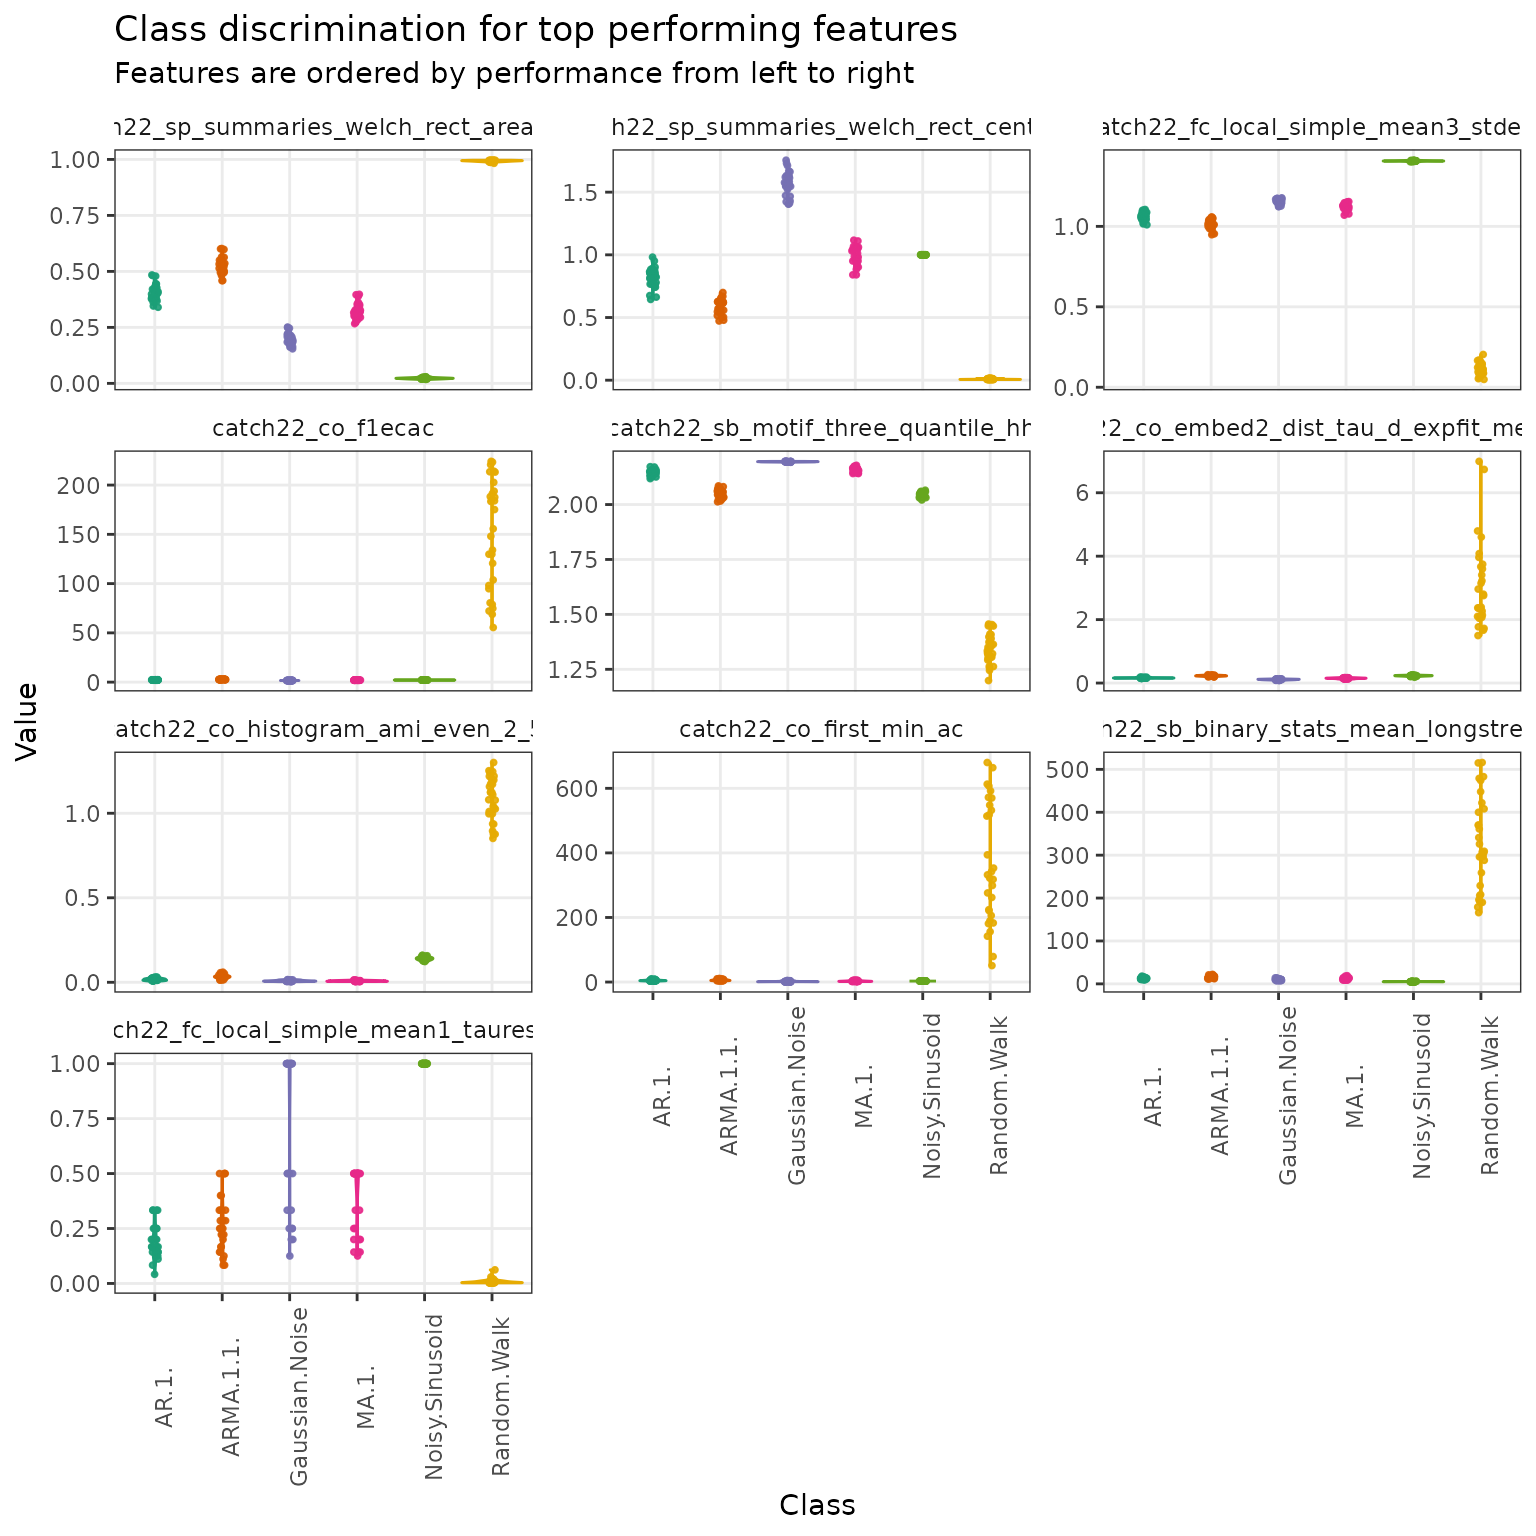 Class discrimination for top performing features
Features are ordered by performance from left to right
h22_sp_summaries_welch_rect_area
h22_sp_summaries_welch_rect_cent
atch22_fc_local_simple_mean3_stde
1.00
0.75
0.50
0.25
0.00
1.5
1.0
0.5
0.0
1.0
0.5
0.0
catch22_co_f1ecac
catch22_sb_motif_three_quantile_hh
22_co_embed2_dist_tau_d_expfit_me
200
150
100
50
0
2.00
1.75
1.50
1.25
6
4
2
0
Value
atch22_co_histogram_ami_even_2_5
catch22_co_first_min_ac
h22_sb_binary_stats_mean_longstre
1.0
0.5
0.0
600
400
200
0
500
400
300
200
100
0
AR.1.
ARMA.1.1.
Gaussian.Noise
MA.1.
Noisy.Sinusoid
Random.Walk
AR.1.
ARMA.1.1.
Gaussian.Noise
MA.1.
Noisy.Sinusoid
Random.Walk
ch22_fc_local_simple_mean1_taures
1.00
0.75
0.50
0.25
0.00
AR.1.
ARMA.1.1.
Gaussian.Noise
MA.1.
Noisy.Sinusoid
Random.Walk
Class